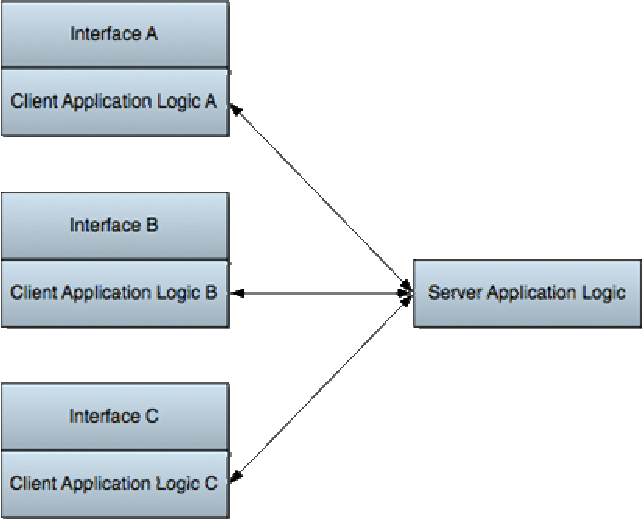 Interface A
Client Application Logic A
Interface B
Client Application Logic B
Server Application Logic
Interface C
Client Application Logic C